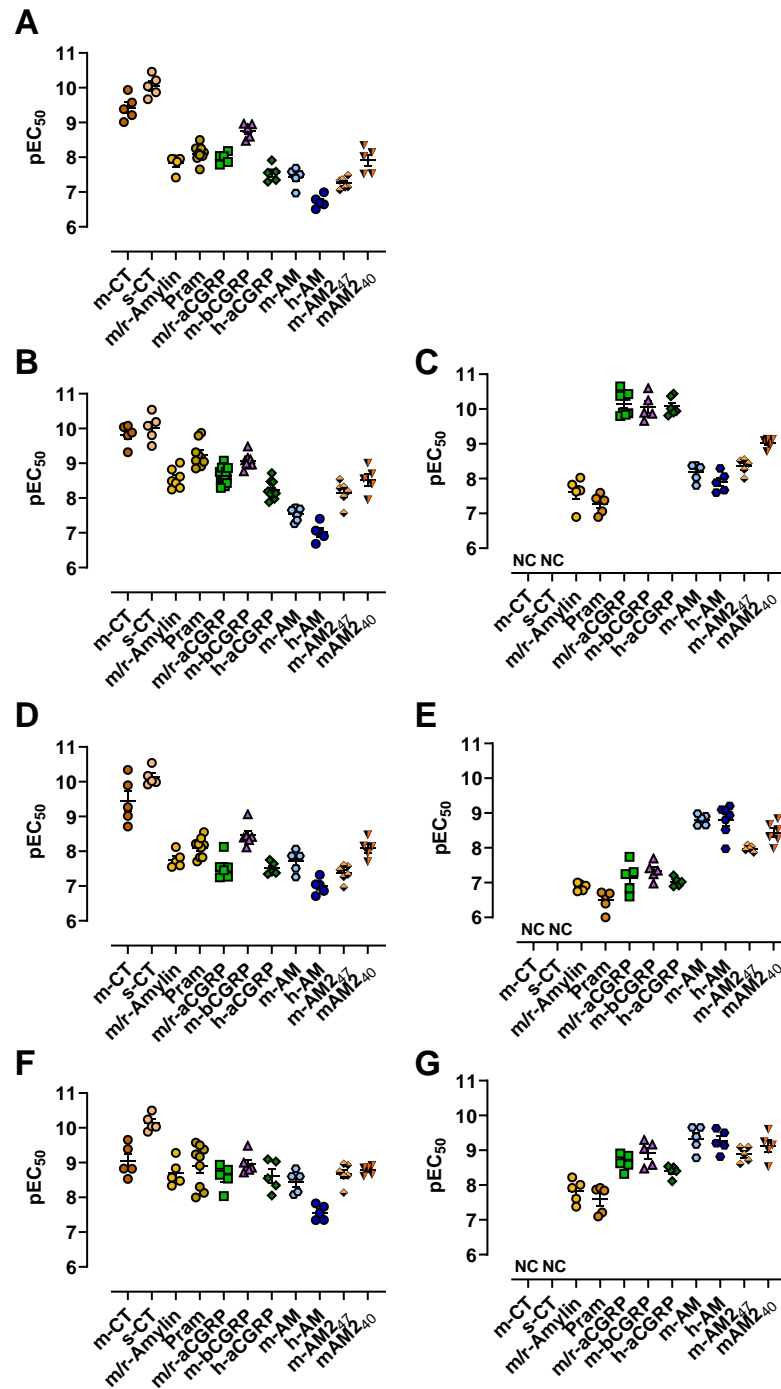 A
pEC50
11
10
9
8
7
6
m-CT
s-CT
m/r-Amylin
Pram
m/r-aCGRP
m-bCGRP
h-aCGRP
m-AM
h-AM
m-AM247
mAM240
B
pEC50
11
10
9
8
7
6
m-CT
s-CT
m/r-Amylin
Pram
m/r-aCGRP
m-bCGRP
h-aCGRP
m-AM
h-AM
m-AM247
mAM240
C
pEC50
11
10
9
8
7
6
NC NC
m-CT
s-CT
m/r-Amylin
Pram
m/r-aCGRP
m-bCGRP
h-aCGRP
m-AM
h-AM
m-AM247
mAM240
D
pEC50
11
10
9
8
7
6
m-CT
s-CT
m/r-Amylin
Pram
m/r-aCGRP
m-bCGRP
h-aCGRP
m-AM
h-AM
m-AM247
mAM240
E
pEC50
11
10
9
8
7
6
NC NC
m-CT
s-CT
m/r-Amylin
Pram
m/r-aCGRP
m-bCGRP
h-aCGRP
m-AM
h-AM
m-AM247
mAM240
F
pEC50
11
10
9
8
7
6
m-CT
s-CT
m/r-Amylin
Pram
m/r-aCGRP
m-bCGRP
h-aCGRP
m-AM
h-AM
m-AM247
mAM240
G
pEC50
11
10
9
8
7
6
NC NC
m-CT
s-CT
m/r-Amylin
Pram
m/r-aCGRP
m-bCGRP
h-aCGRP
m-AM
h-AM
m-AM247
mAM240